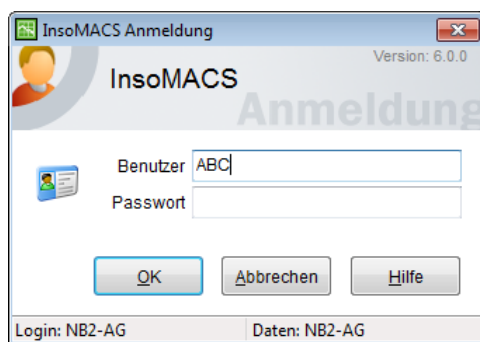 InsoMACS Anmeldung
Version: 6.0.0
InsoMACS
Anmeldung
Benutzer ABC
Passwort
OK Abbrechen Hilfe
Login: NB2-AG Daten: NB2-AG